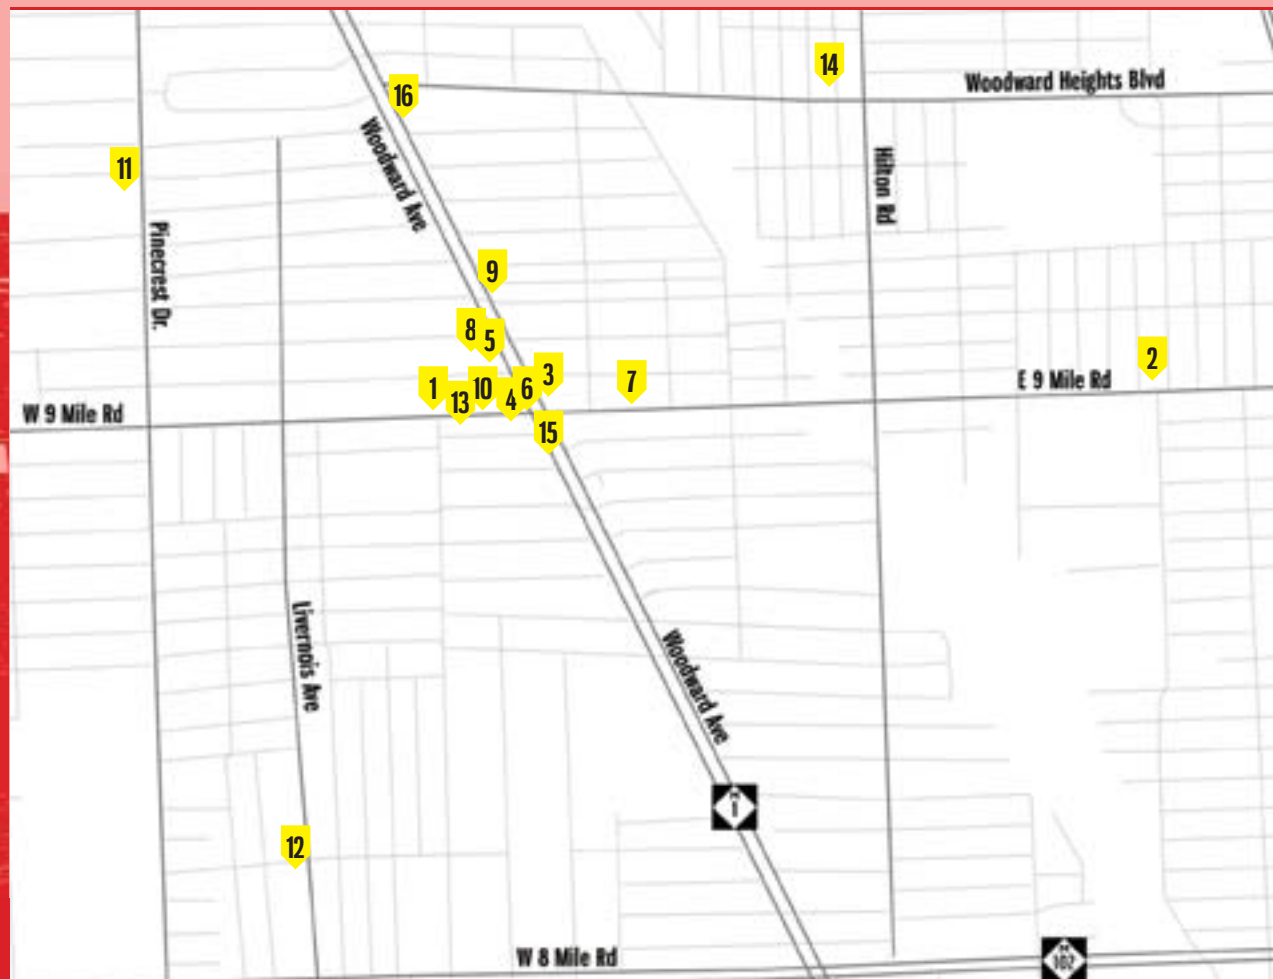 14
Woodward Heights Blvd
16
Woodward Ave
11
Hilton Rd
Pinecrest Dr.
9
8
5
2
3
7
1
10
6
E 9 Mile Rd
13
4
W 9 Mile Rd
15
Livernois Ave
Woodward Ave
M
1
12
W 8 Mile Rd
M
102